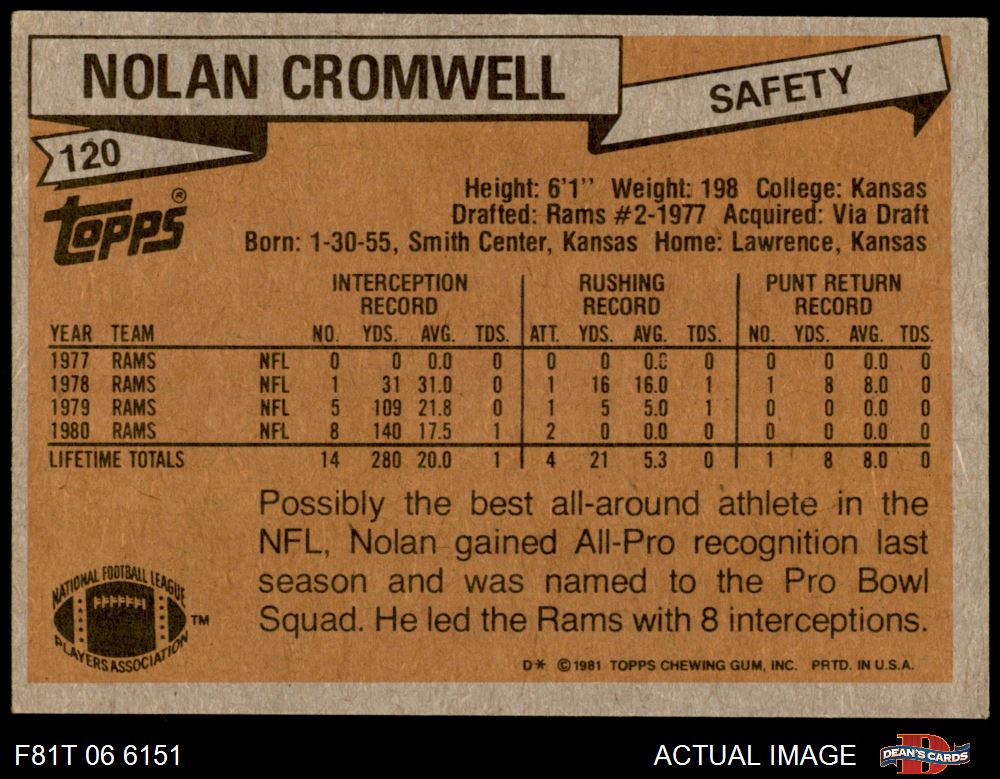 NOLAN CROMWELL
SAFETY
120
Topps®
Height: 6'1" Weight: 198 College: Kansas
Drafted: Rams #2-1977 Acquired: Via Draft
Born: 1-30-55, Smith Center, Kansas Home: Lawrence, Kansas
INTERCEPTION RECORD RUSHING RECORD PUNT RETURN RECORD
YEAR TEAM NO. YDS. AVG. TDS. ATT. YDS. AVG. TDS. NO. YDS. AVG. TDS.
1977 RAMS NFL 0 0 0.0 0 0 0 0.0 0 0 0 0.0 0
1978 RAMS NFL 1 31 31.0 0 1 16 16.0 1 1 8 8.0 0
1979 RAMS NFL 5 109 21.8 0 1 5 5.0 1 0 0 0.0 0
1980 RAMS NFL 8 140 17.5 1 2 0 0.0 0 0 0 0.0 0
LIFETIME TOTALS 14 280 20.0 1 4 21 5.3 0 1 8 8.0 0
Possibly the best all-around athlete in the
NFL, Nolan gained All-Pro recognition last
season and was named to the Pro Bowl
Squad. He led the Rams with 8 interceptions.
NATIONAL FOOTBALL LEAGUE
PLAYERS ASSOCIATION
TM
D* ©1981 TOPPS CHEWING GUM, INC. PRTD. IN U.S.A.
F81T 06 6151
ACTUAL IMAGE
DEAN'S CARDS